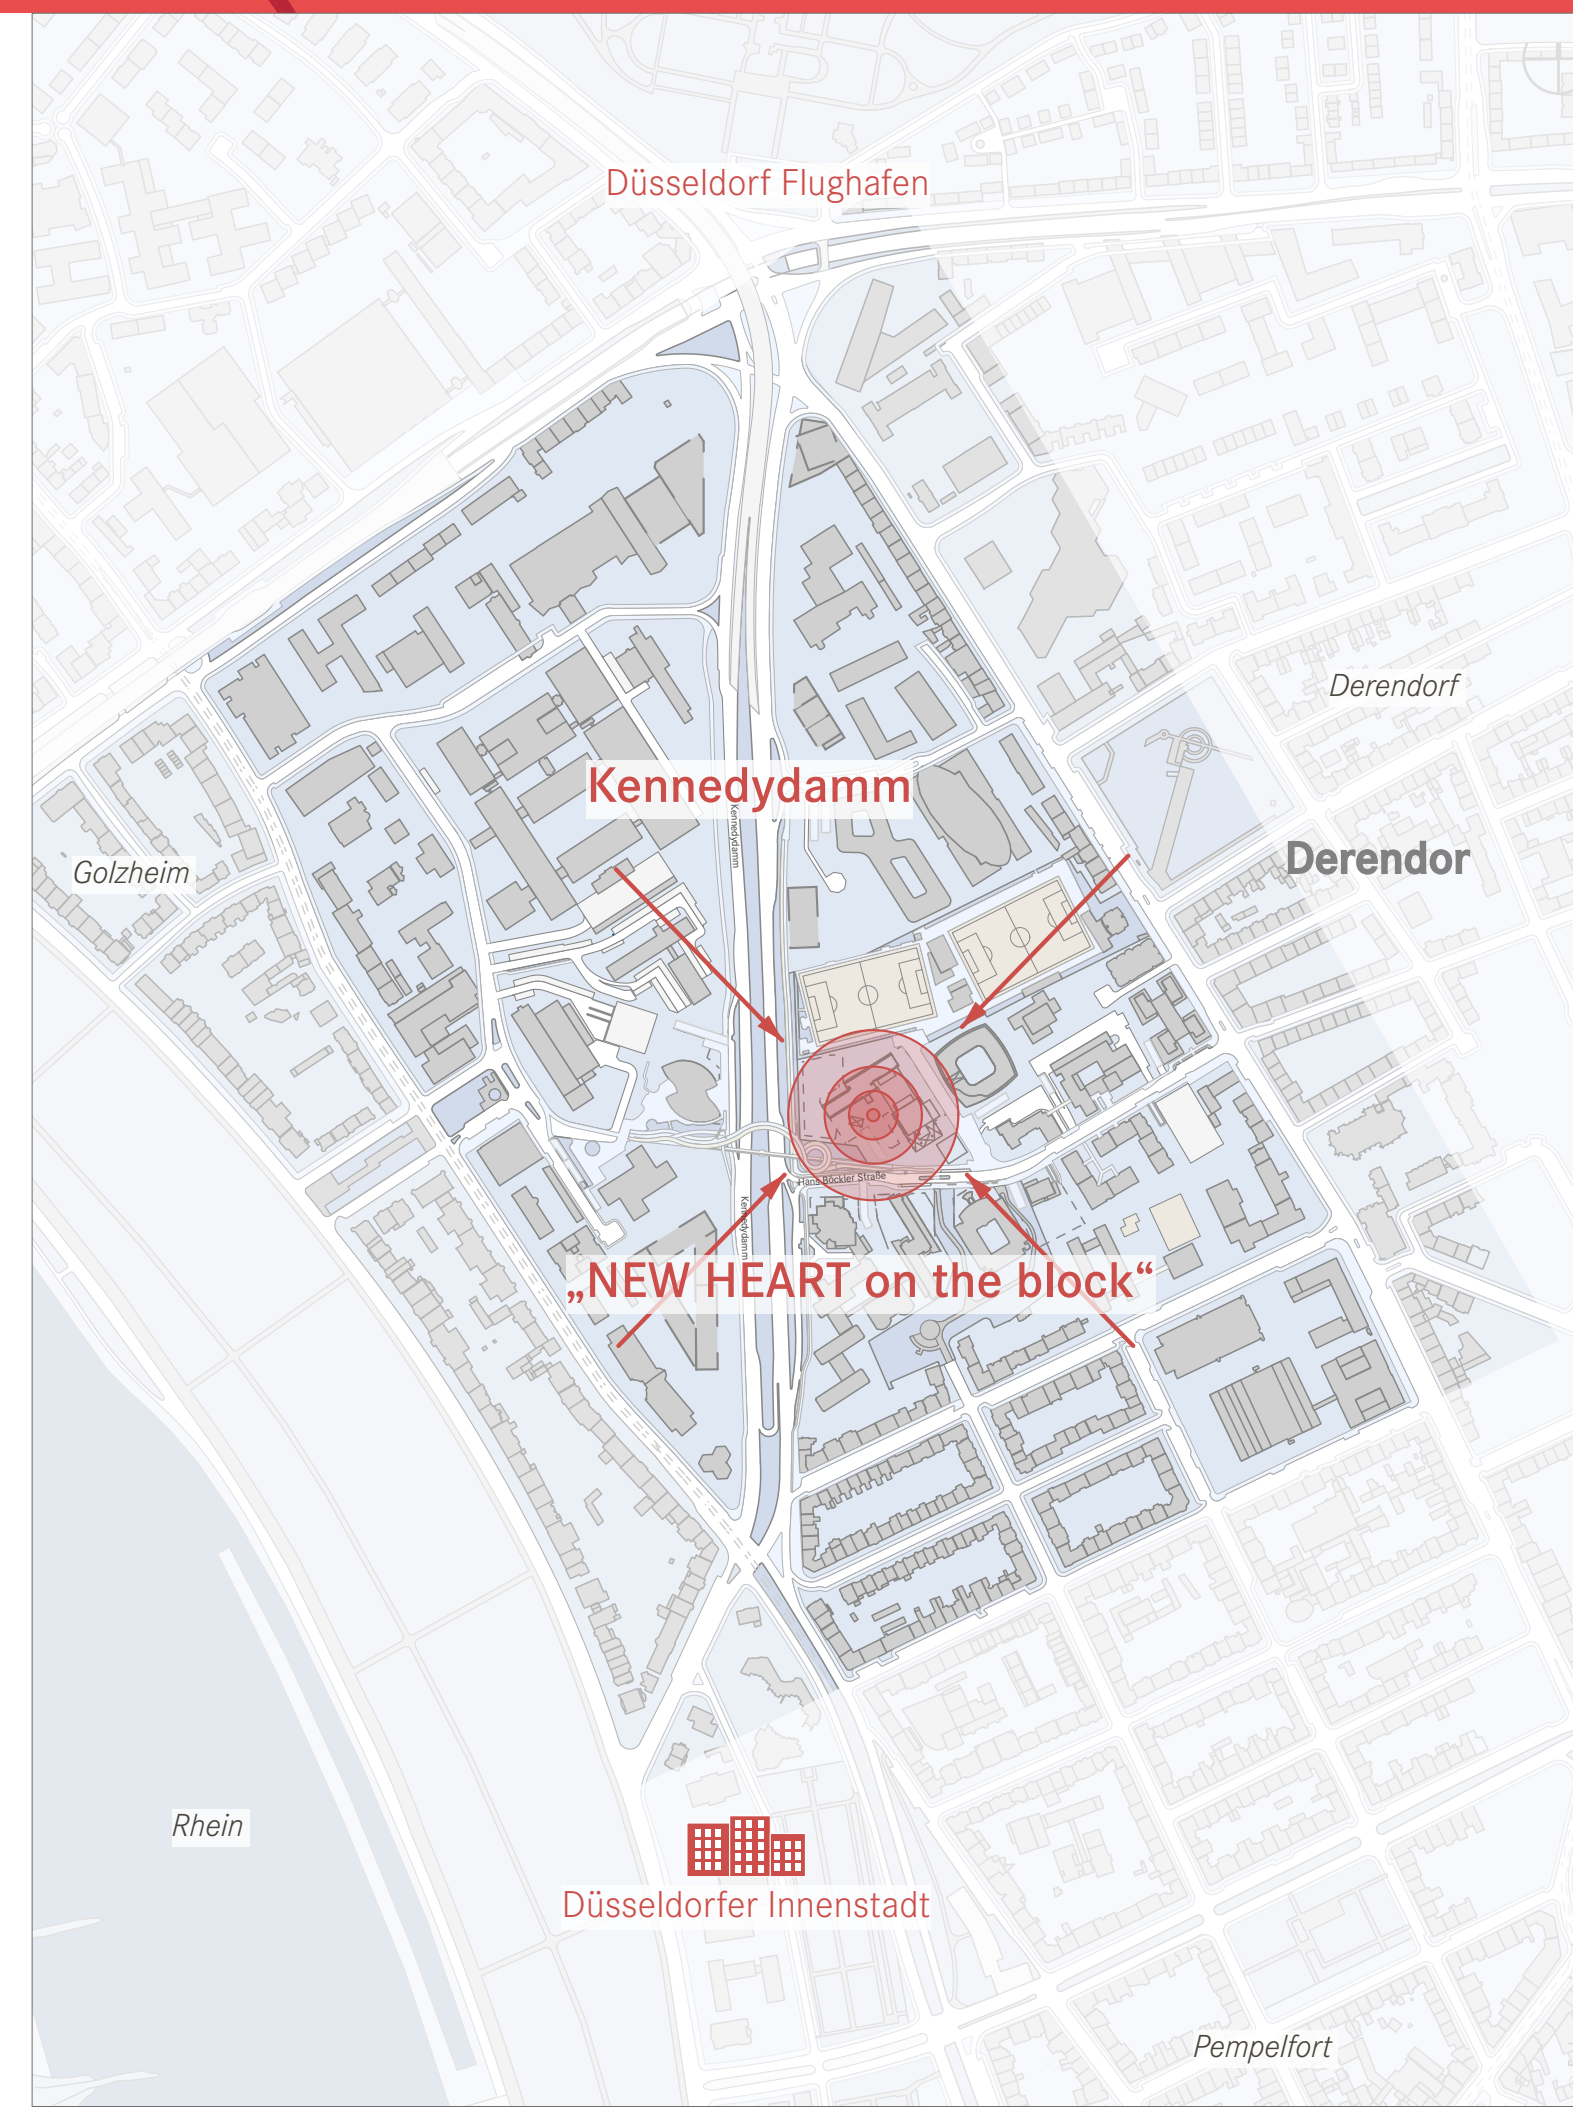 Düsseldorf Flughafen
Derendorf
Kennedydamm
Kennedydamm
Derendor
Golzheim
Hans Böckler Straße
Kennedydamm
„NEW HEART on the block“
Rhein
Düsseldorfer Innenstadt
Pempelfort